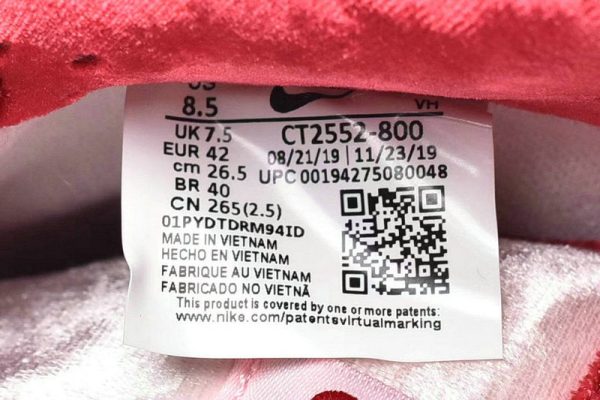 US
8.5
VH
UK 7.5
CT2552-800
EUR 42
08/21/19 | 11/23/19
cm 26.5
UPC 00194275080048
BR 40
CN 265(2.5)
01PYDTDRM94ID
MADE IN VIETNAM
HECHO EN VIETNAM
FABRIQUE AU VIETNAM
FABRICADO NO VIETNÃ
This product is covered by one or more patents:
www.nike.com/patentsvirtualmarking